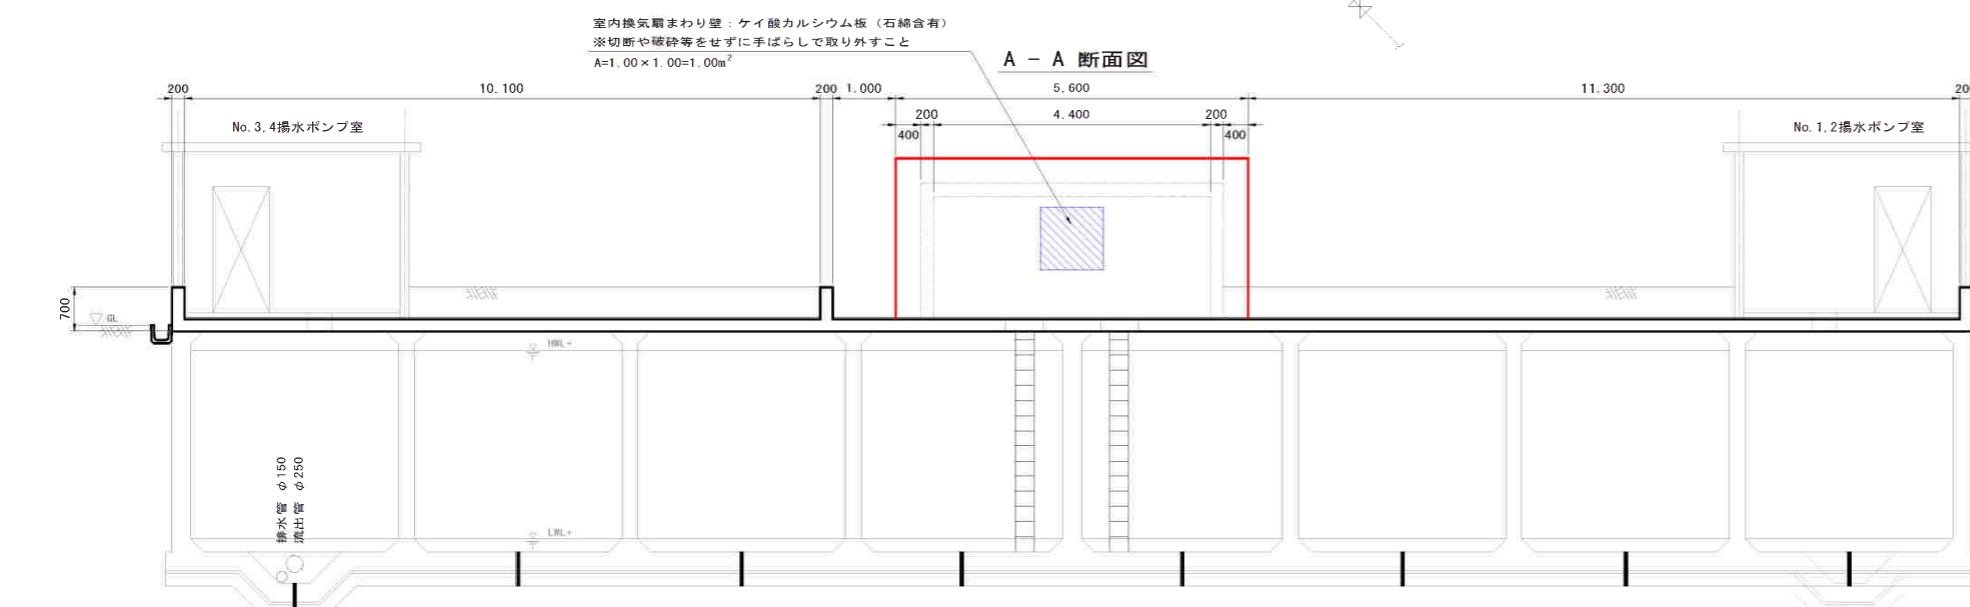 室内換気扇まわり壁：ケイ酸カルシウム板（石綿含有）
※切断や破砕等をせずに手ばらしで取り外すこと
A=1.00×1.00=1.00m²
A － A 断面図
200
10.100
200
1.000
5.600
11.300
200
4.400
200
400
400
No.3,4揚水ポンプ室
No.1,2揚水ポンプ室
700
GL
HWL+
LWL+
排水管 φ150
流出管 φ250